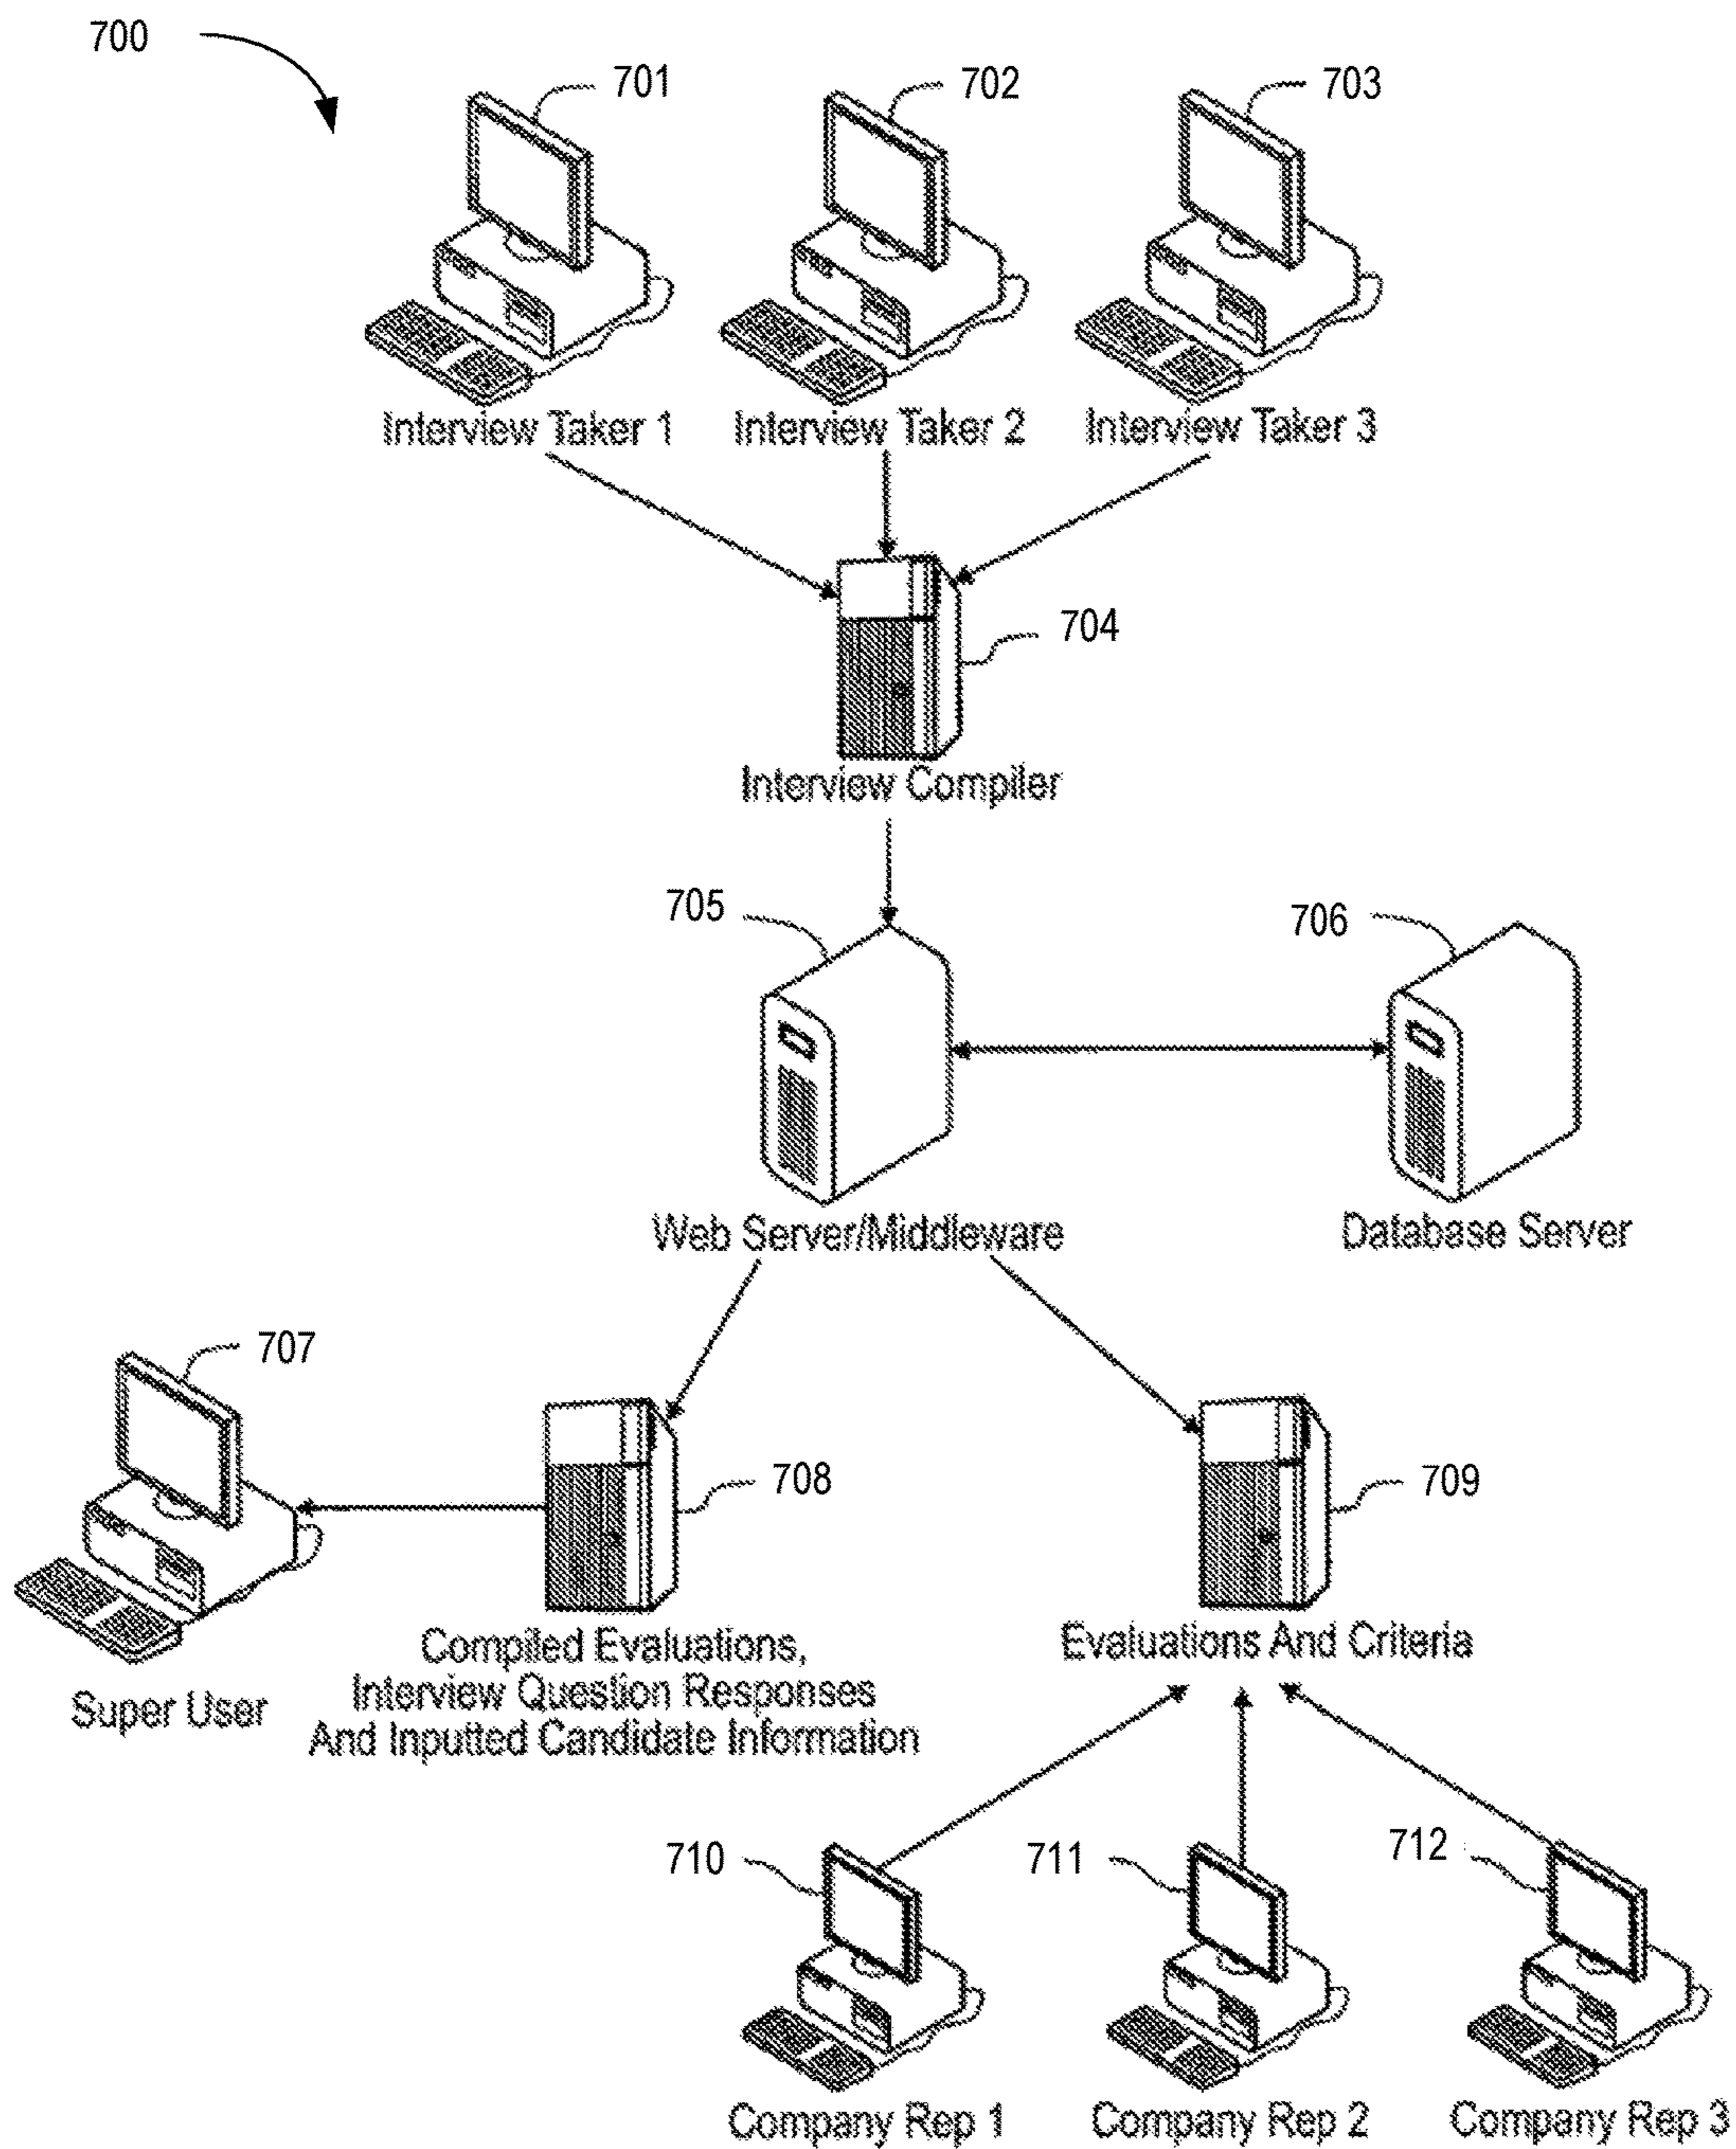 700
701
702
703
Interview Taker 1
Interview Taker 2
Interview Taker 3
704
Interview Compiler
705
706
Web Server/Middleware
Database Server
707
708
709
Super User
Compiled Evaluations,
Interview Question Responses
And Inputted Candidate Information
Evaluations And Criteria
710
711
712
Company Rep 1
Company Rep 2
Company Rep 3